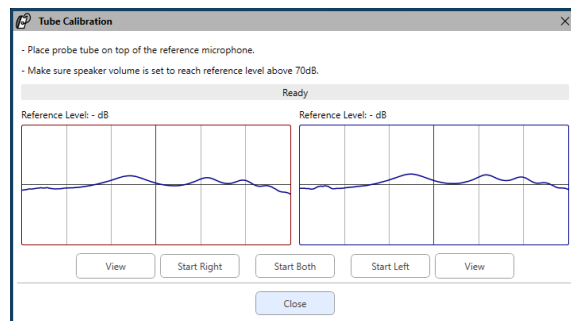 Tube Calibration
- Place probe tube on top of the reference microphone.
- Make sure speaker volume is set to reach reference level above 70dB.
Ready
Reference Level: - dB
Reference Level: - dB
View
Start Right
Start Both
Start Left
View
Close